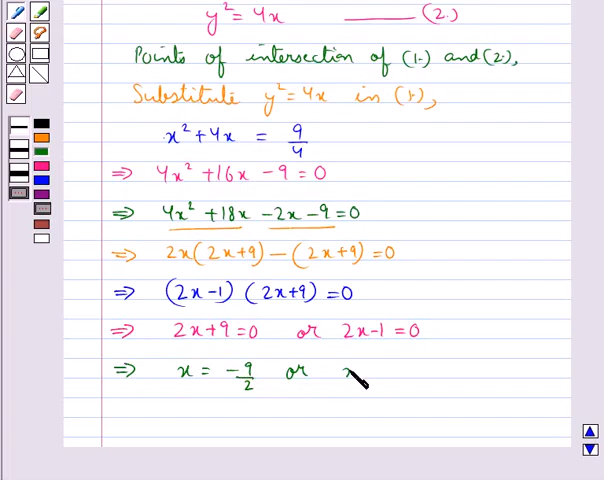 y² = 4x ——— (2.)
Points of intersection of (1.) and (2.),
Substitute y² = 4x in (1.),
x² + 4x = 9/4
⇒ 4x² + 16x - 9 = 0
⇒ 4x² + 18x - 2x - 9 = 0
⇒ 2x(2x+9) - (2x+9) = 0
⇒ (2x-1) (2x+9) = 0
⇒ 2x+9 = 0 or 2x-1 = 0
⇒ x = -9/2 or x